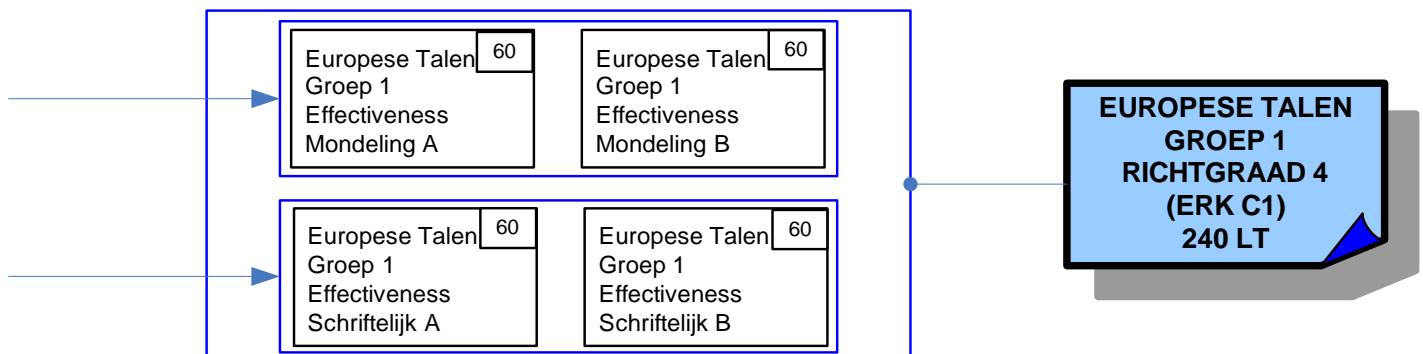 Europese Talen
Groep 1
Effectiveness
Mondeling A
60
Europese Talen
Groep 1
Effectiveness
Mondeling B
60
Europese Talen
Groep 1
Effectiveness
Schriftelijk A
60
Europese Talen
Groep 1
Effectiveness
Schriftelijk B
60
EUROPESE TALEN
GROEP 1
RICHTGRAAD 4
(ERK C1)
240 LT